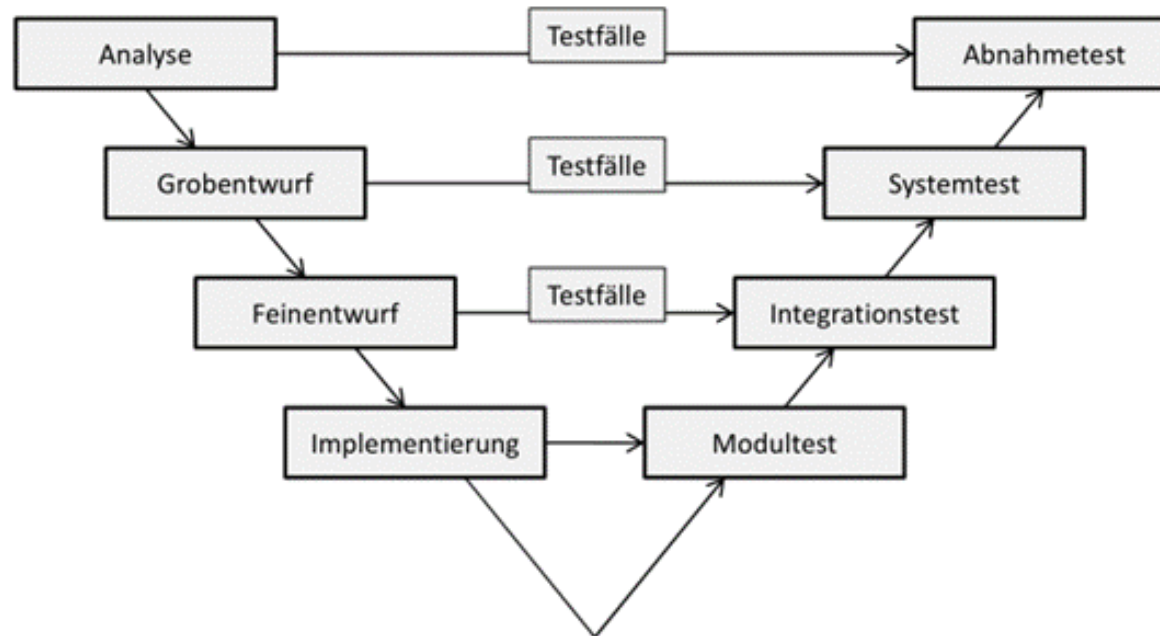 Analyse
Testfälle
Abnahmetest
Grobentwurf
Testfälle
Systemtest
Feinentwurf
Testfälle
Integrationstest
Implementierung
Modultest